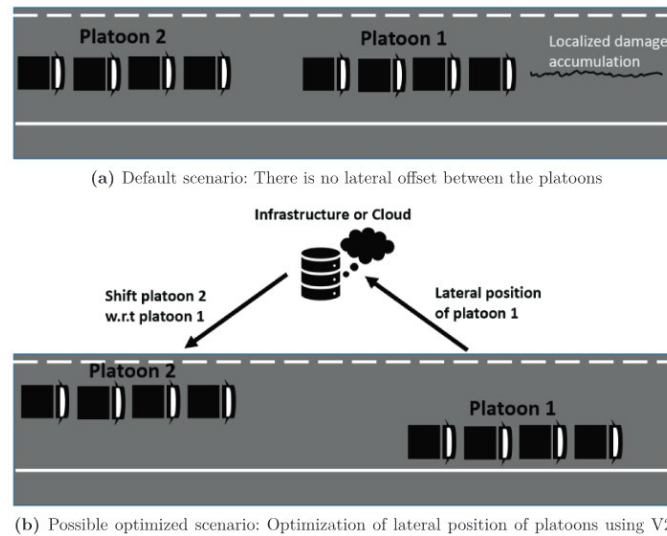 Platoon 2
Platoon 1
Localized damage
accumulation
(a) Default scenario: There is no lateral offset between the platoons
Infrastructure or Cloud
Shift platoon 2
w.r.t platoon 1
Lateral position
of platoon 1
Platoon 2
Platoon 1
(b) Possible optimized scenario: Optimization of lateral position of platoons using